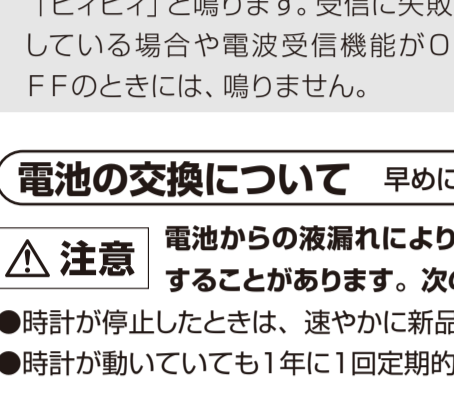 「ピィピィ」と鳴ります。受信に失敗
している場合や電波受信機能がO
FFのときには、鳴りません。
電池の交換について 早めに
注意
電池からの液漏れにより
することがあります。次の
●時計が停止したときは、速やかに新品
●時計が動いていても1年に1回定期的